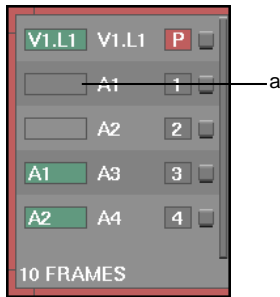 V1.L1 V1.L1 P
A1 1 a
A2 2
A1 A3 3
A2 A4 4
10 FRAMES